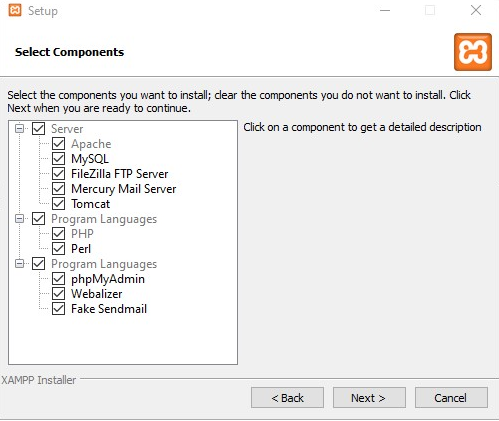 Setup
Select Components
Select the components you want to install; clear the components you do not want to install. Click
Next when you are ready to continue.
Server
Apache
MySQL
FileZilla FTP Server
Mercury Mail Server
Tomcat
Program Languages
PHP
Perl
Program Languages
phpMyAdmin
Webalizer
Fake Sendmail
Click on a component to get a detailed description
XAMPP Installer
< Back
Next >
Cancel